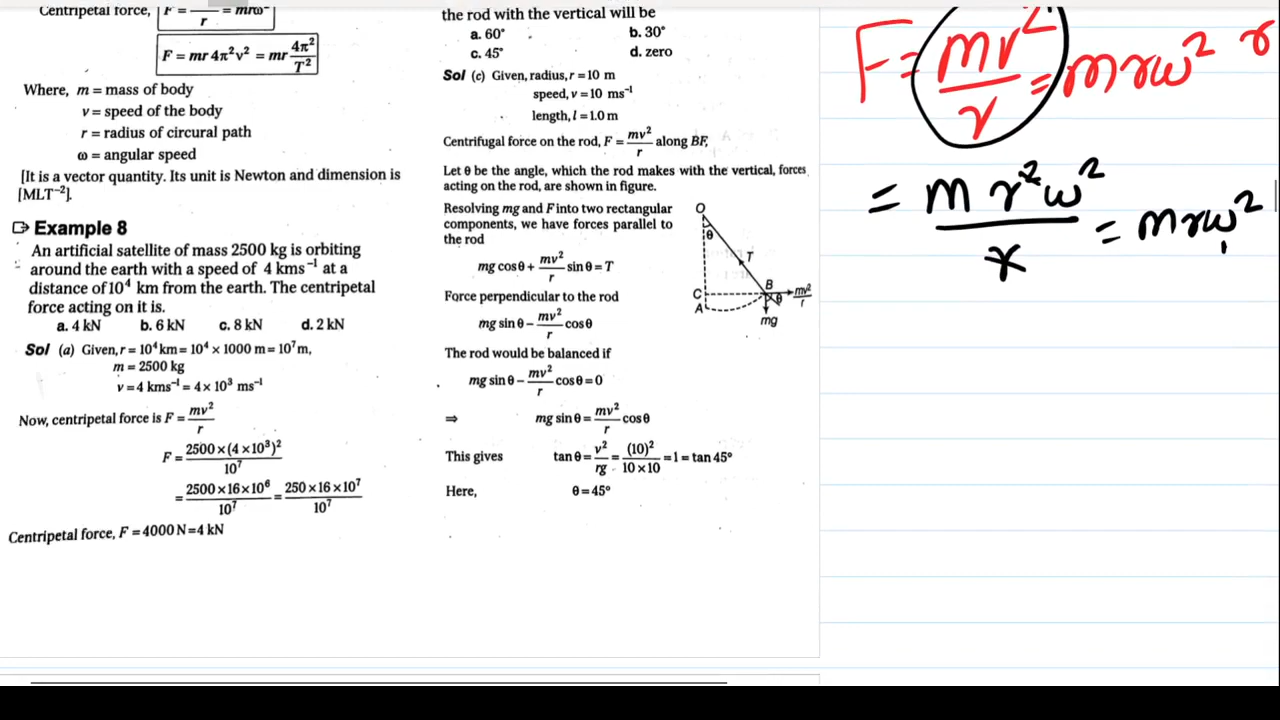 Centripetal force, F = — = mrω²
r
F = mr 4π²ν² = mr 4π²/T²
Where, m = mass of body
v = speed of the body
r = radius of circural path
ω = angular speed
[It is a vector quantity. Its unit is Newton and dimension is
[MLT⁻²].
Example 8
An artificial satellite of mass 2500 kg is orbiting
around the earth with a speed of 4 kms⁻¹ at a
distance of 10⁴ km from the earth. The centripetal
force acting on it is.
a. 4 kN b. 6 kN c. 8 kN d. 2 kN
Sol (a) Given, r = 10⁴ km = 10⁴ × 1000 m = 10⁷ m,
m = 2500 kg
v = 4 kms⁻¹ = 4 × 10³ ms⁻¹
Now, centripetal force is F = mv²/r
F = 2500 × (4 × 10³)²/10⁷
= 2500 × 16 × 10⁶/10⁷ = 250 × 16 × 10⁷/10⁷
Centripetal force, F = 4000 N = 4 kN
the rod with the vertical will be
a. 60° b. 30°
c. 45° d. zero
Sol (c) Given, radius, r = 10 m
speed, v = 10 ms⁻¹
length, l = 1.0 m
Centrifugal force on the rod, F = mv²/r along BF,
Let θ be the angle, which the rod makes with the vertical, forces
acting on the rod, are shown in figure.
Resolving mg and F into two rectangular
components, we have forces parallel to
the rod
mg cosθ + mv²/r sinθ = T
Force perpendicular to the rod
mg sinθ − mv²/r cosθ
The rod would be balanced if
mg sinθ − mv²/r cosθ = 0
⇒ mg sinθ = mv²/r cosθ
This gives tanθ = v²/rg = (10)²/10 × 10 = 1 = tan 45°
Here, θ = 45°
O
θ
T
B
C
A
θ
mv²/r
mg
F = mv²/r = mrω² r
= m r²ω²/r = mrω²